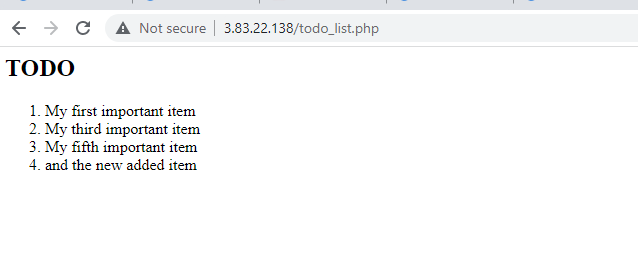 Not secure | 3.83.22.138/todo_list.php
TODO
1. My first important item
2. My third important item
3. My fifth important item
4. and the new added item